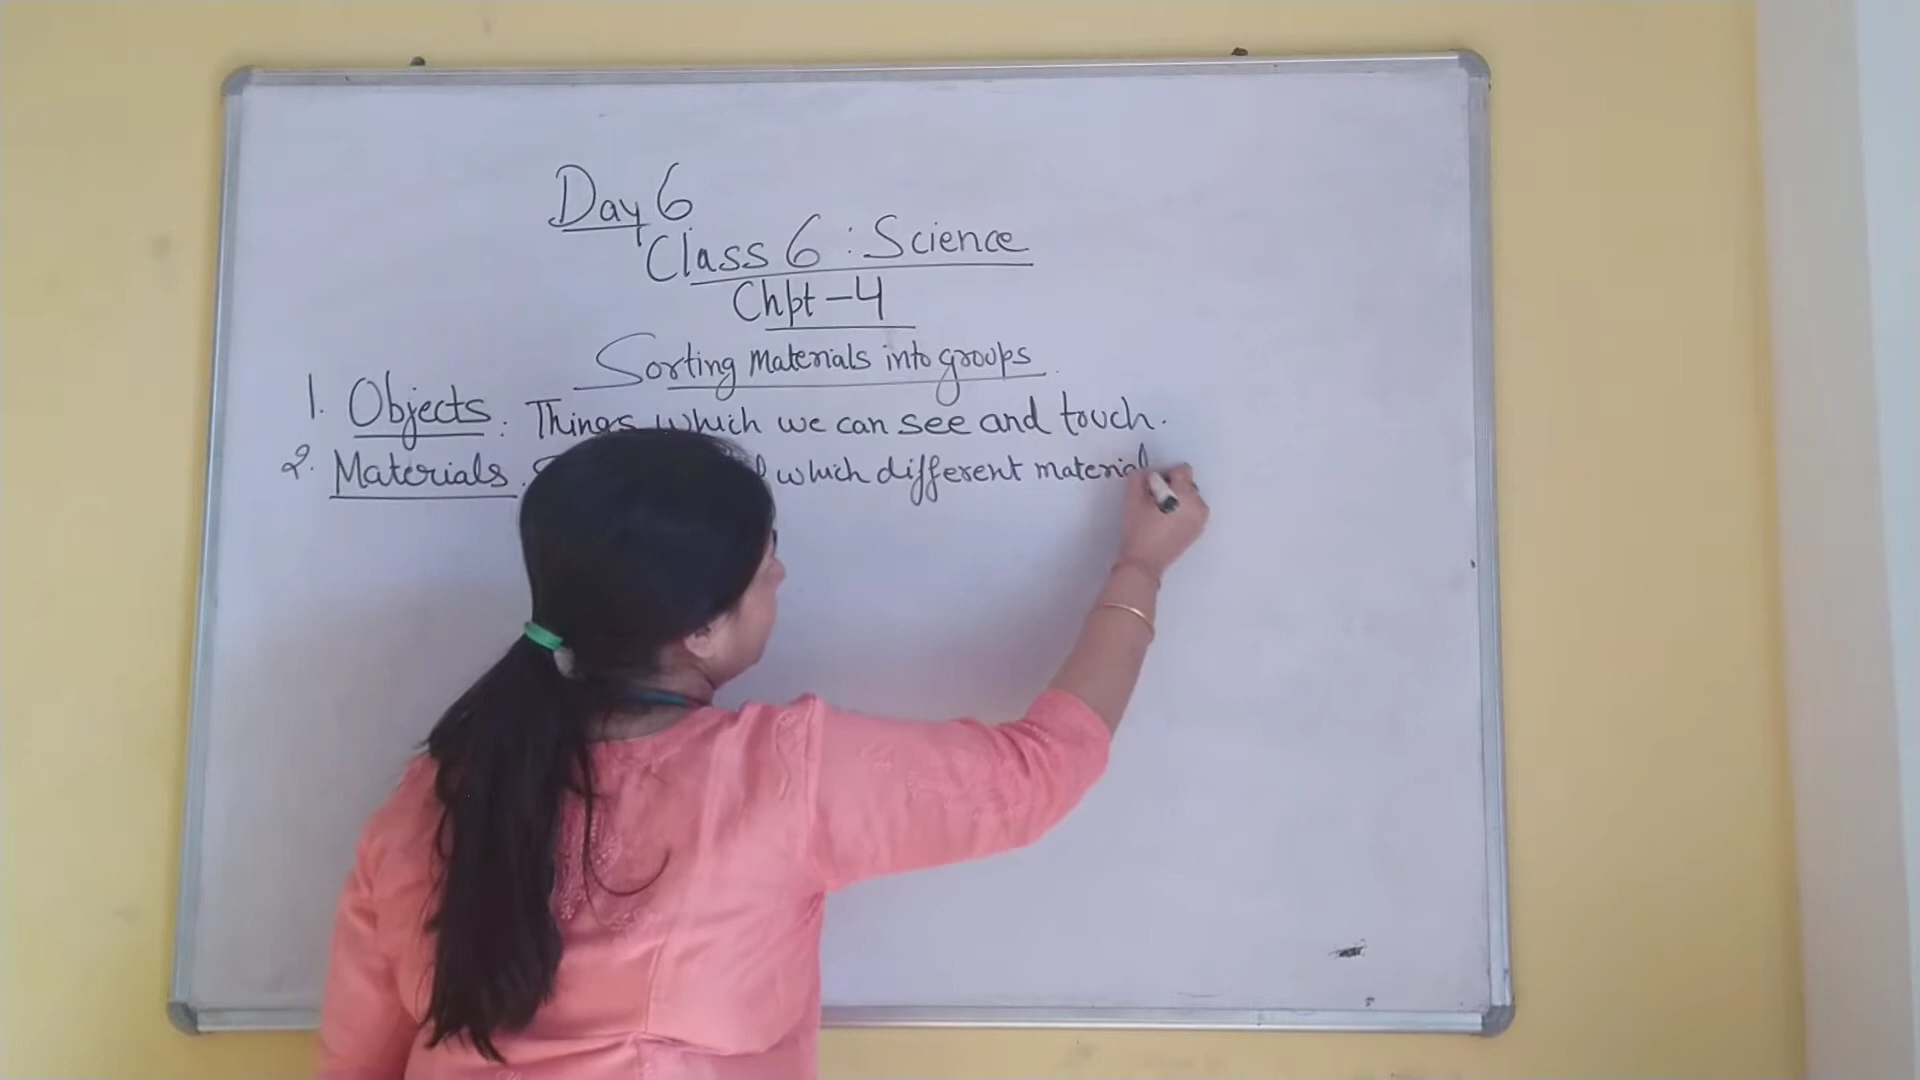 Day 6
Class 6 : Science
Chpt-4
Sorting Materials into groups.
1. Objects : Things which we can see and touch.
2. Materials. which different material